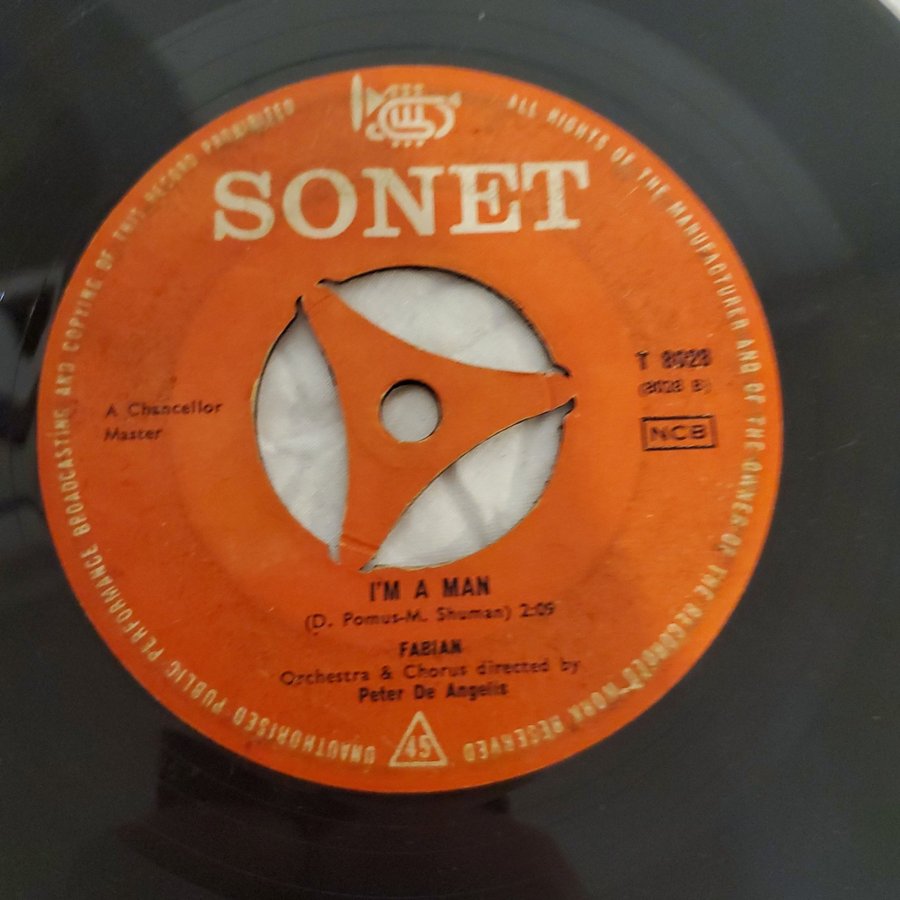 SONET
ALL RIGHTS OF THE MANUFACTURER AND OF THE OWNER OF THE RECORDED WORK RESERVED
UNAUTHORISED PUBLIC PERFORMANCE BROADCASTING AND COPYING OF THIS RECORD PROHIBITED
A Chancellor
Master
T 8028
(8028 B)
NCB
I'M A MAN
(D. Pomus-M. Shuman) 2:09
FABIAN
Orchestra & Chorus directed by
Peter De Angelis
45